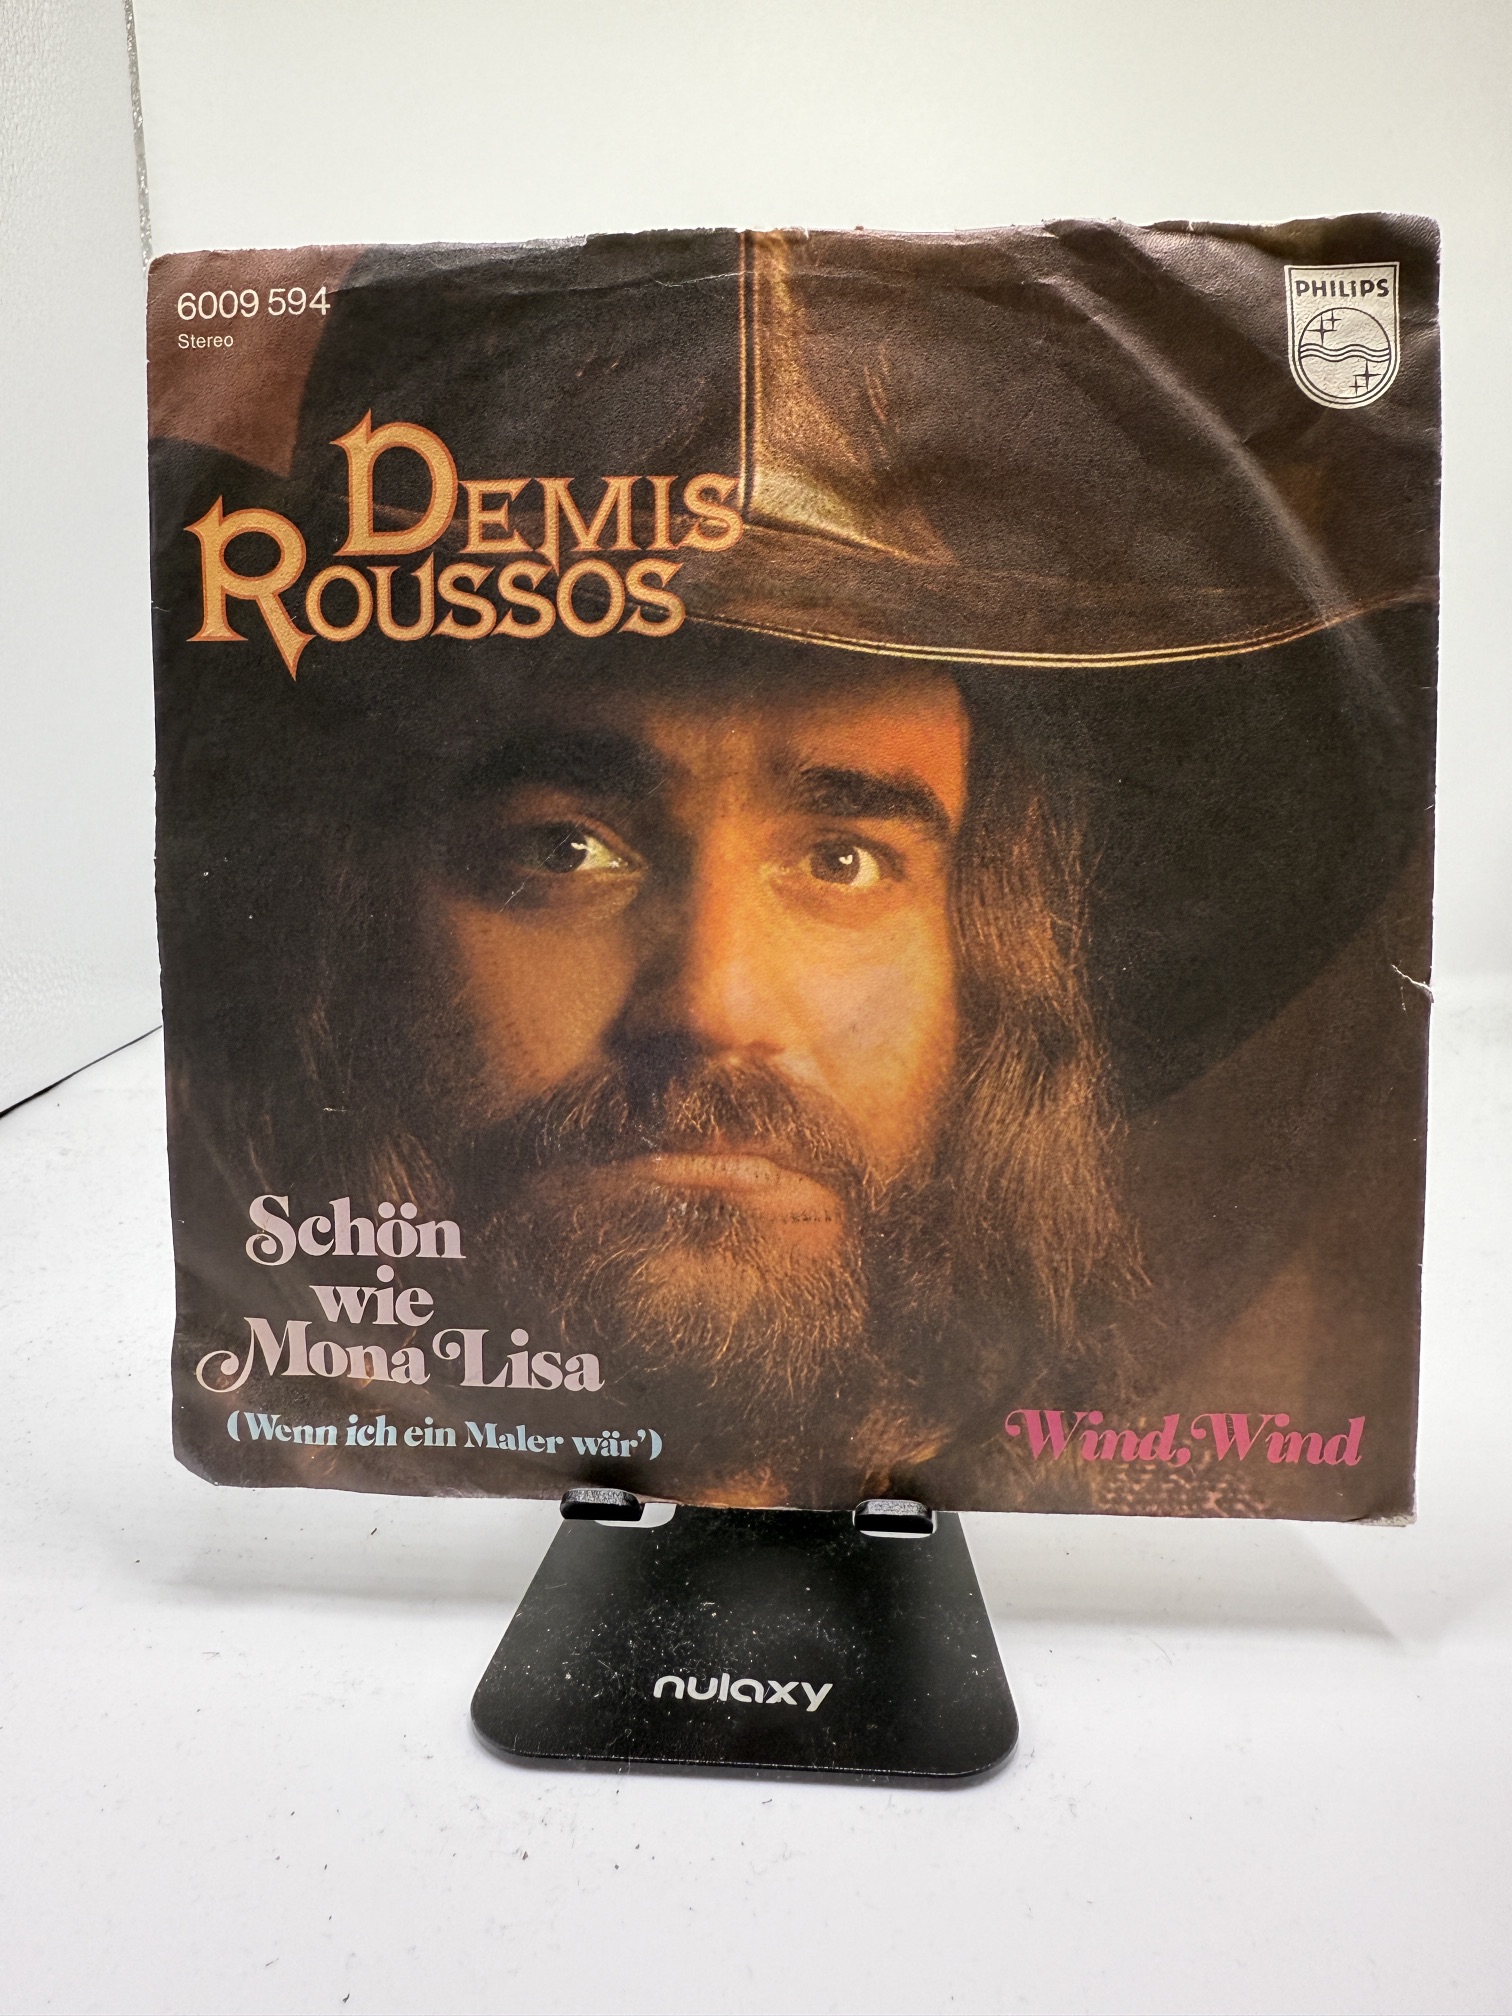 6009 594
Stereo
PHILIPS
DEMIS
ROUSSOS
Schön
wie
Mona Lisa
(Wenn ich ein Maler wär')
Wind, Wind
nulaxy